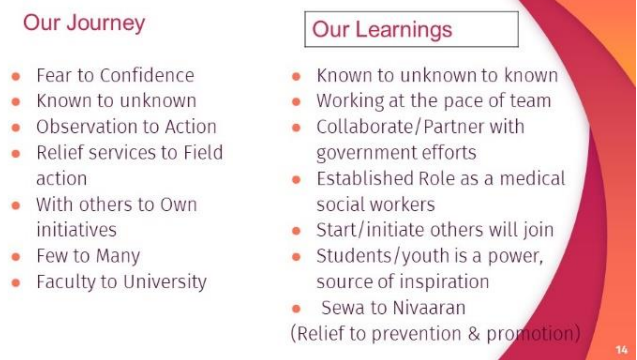 Our Journey
• Fear to Confidence
• Known to unknown
• Observation to Action
• Relief services to Field
action
• With others to Own
initiatives
• Few to Many
• Faculty to University
Our Learnings
• Known to unknown to known
• Working at the pace of team
• Collaborate/Partner with
government efforts
• Established Role as a medical
social workers
• Start/initiate others will join
• Students/youth is a power,
source of inspiration
• Sewa to Nivaaran
(Relief to prevention & promotion)
14